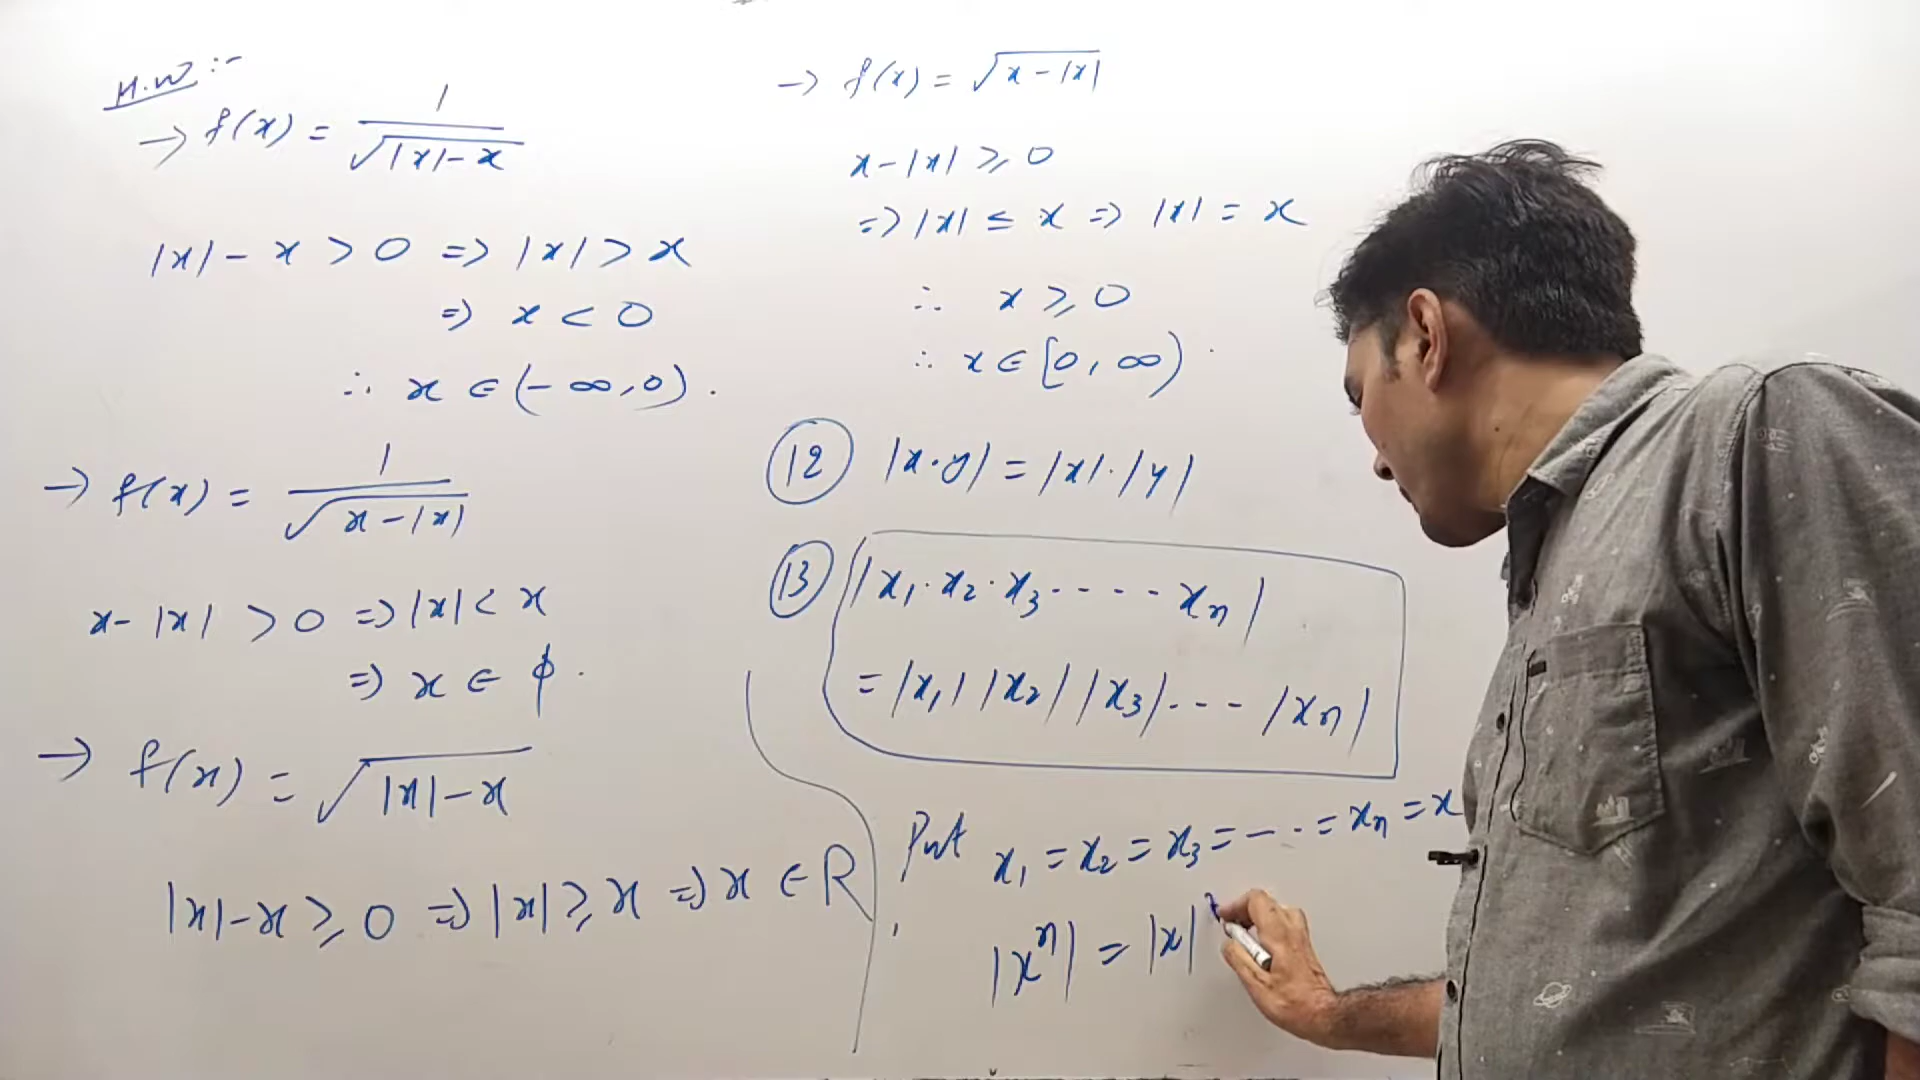 H.W :-
→ f(x) = 1/√(|x| - x)
|x| - x > 0 ⇒ |x| > x
⇒ x < 0
∴ x ∈ (-∞, 0).
→ f(x) = 1/√(x - |x|)
x - |x| > 0 ⇒ |x| < x
⇒ x ∈ ϕ.
→ f(x) = √(|x| - x)
|x| - x ≥ 0 ⇒ |x| ≥ x ⇒ x ∈ R
→ f(x) = √(x - |x|)
x - |x| ≥ 0
⇒ |x| ≤ x ⇒ |x| = x
∴ x ≥ 0
∴ x ∈ [0, ∞).
⑫ |x·y| = |x|·|y|
⑬ |x₁·x₂·x₃ ---- xₙ|
= |x₁| |x₂| |x₃| --- |xₙ|
Put x₁ = x₂ = x₃ = --- = xₙ = x
|xⁿ| = |x|